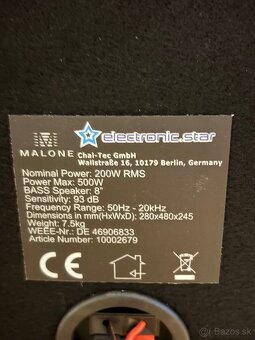 electronic.star
MALONE
Chal-Tec GmbH
Wallstraße 16, 10179 Berlin, Germany
Nominal Power: 200W RMS
Power Max: 500W
BASS Speaker: 8"
Sensitivity: 93 dB
Frequency Range: 50Hz - 20kHz
Dimensions in mm(HxWxD): 280x480x245
Weight: 7.5kg
WEEE-Nr.: DE 46906833
Article Number: 10002679
CE
© sk.bazos.sk